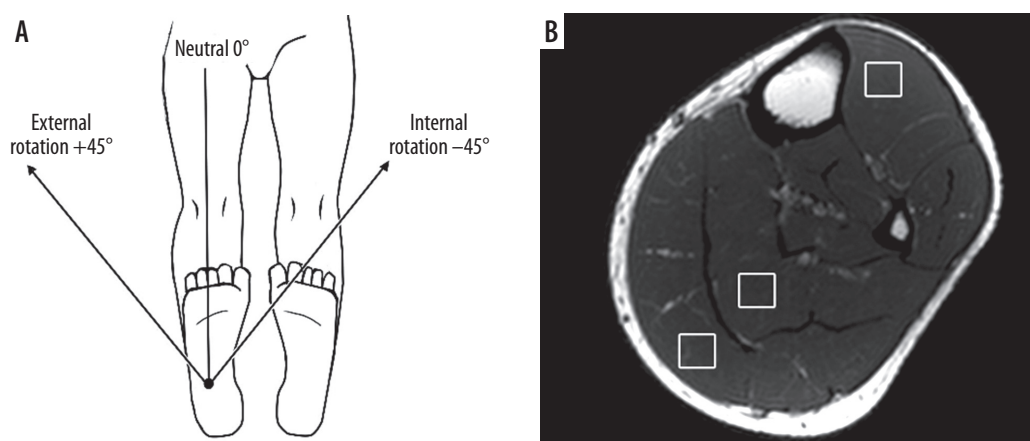 A
Neutral 0°
External
rotation +45°
Internal
rotation –45°
B